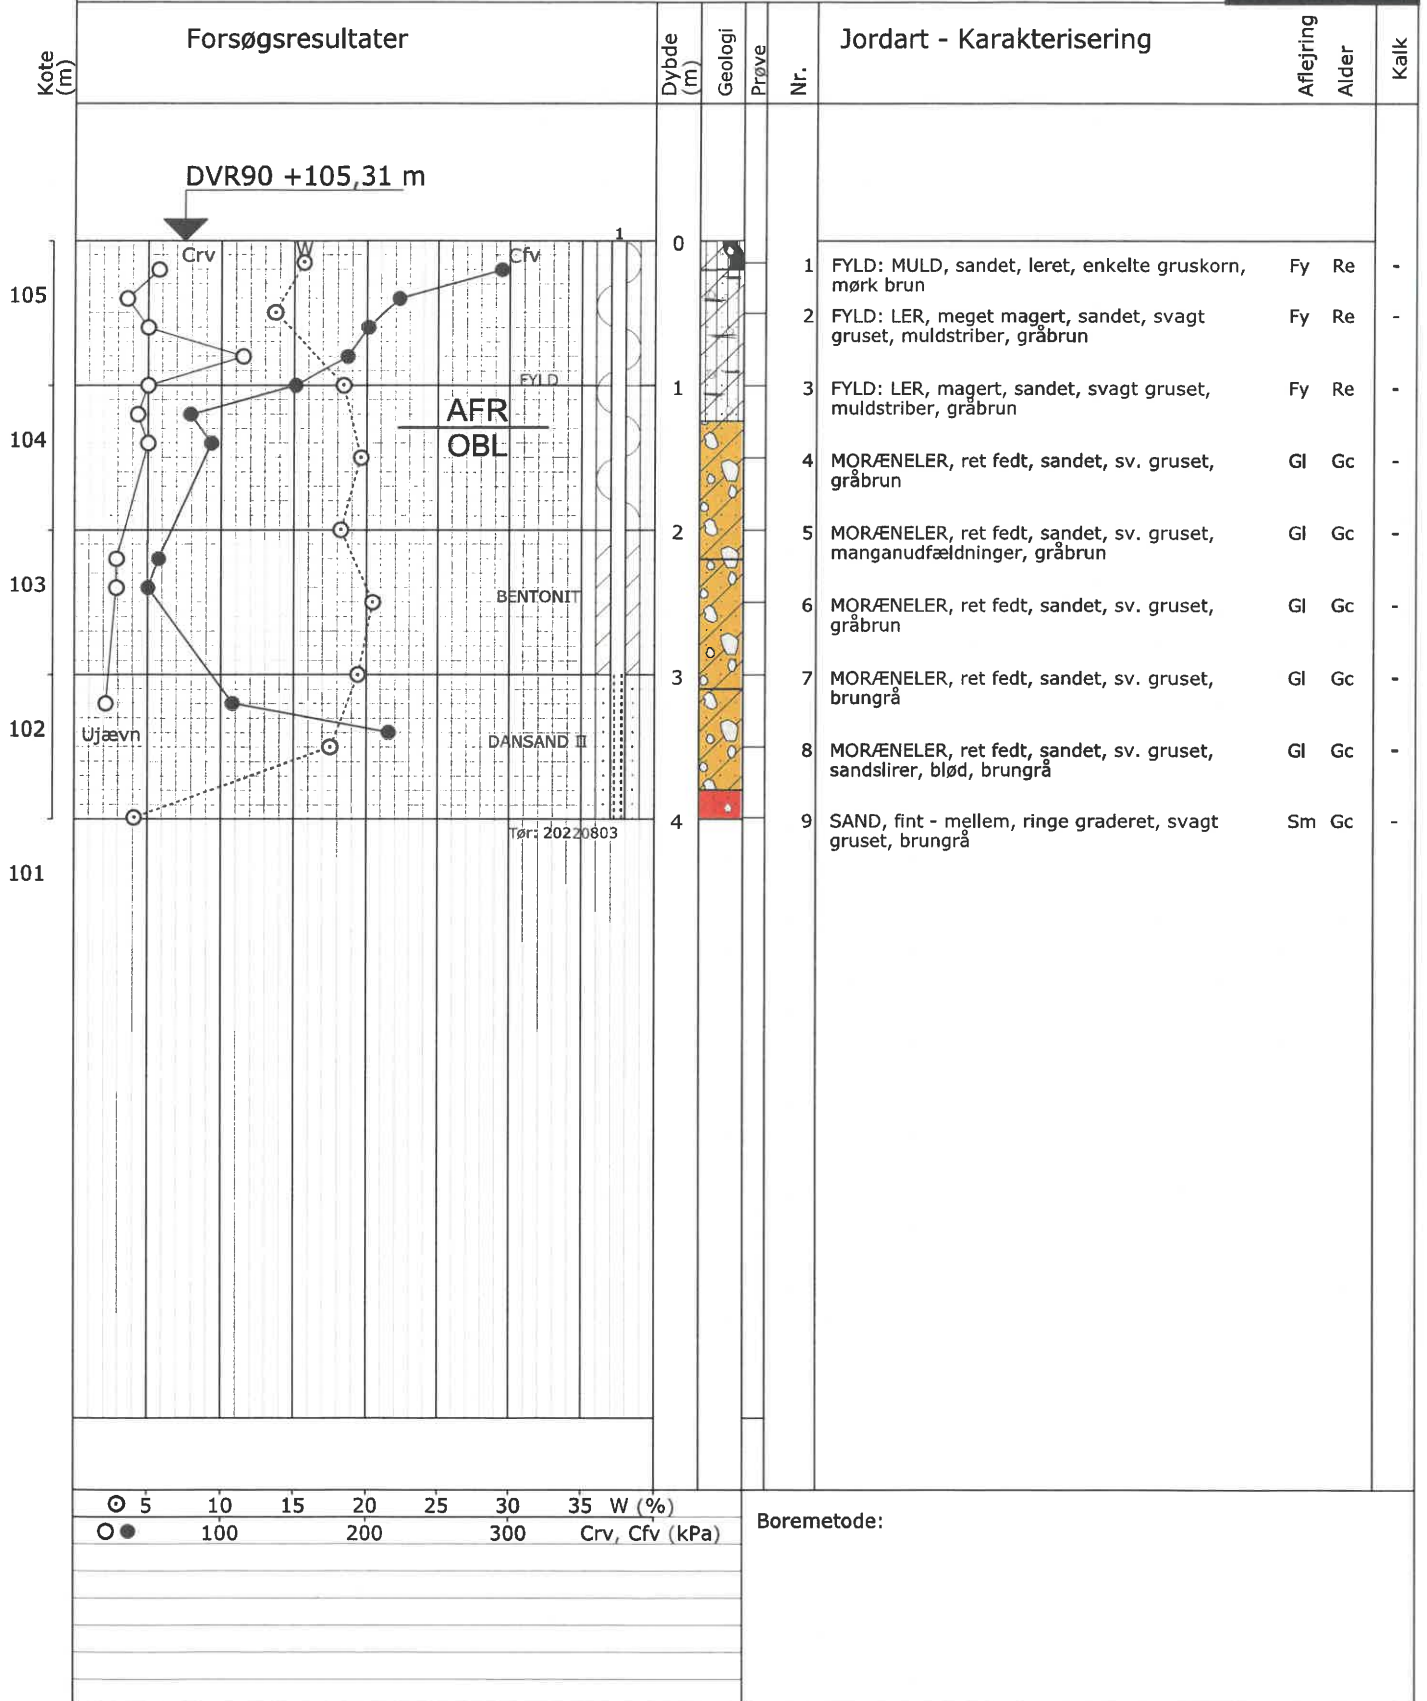 Kote
(m)
Forsøgsresultater
Dybde
(m)
Geologi
Prøve
Nr.
Jordart - Karakterisering
Aflejring
Alder
Kalk
DVR90 +105,31 m
1
0
Crv
W
Cfv
1 FYLD: MULD, sandet, leret, enkelte gruskorn, Fy Re -
mørk brun
105
2 FYLD: LER, meget magert, sandet, svagt Fy Re -
gruset, muldstriber, gråbrun
FYLD
1
3 FYLD: LER, magert, sandet, svagt gruset, Fy Re -
muldstriber, gråbrun
AFR
104
OBL
4 MORÆNELER, ret fedt, sandet, sv. gruset, Gl Gc -
gråbrun
2
5 MORÆNELER, ret fedt, sandet, sv. gruset, Gl Gc -
manganudfældninger, gråbrun
103
BENTONIT
6 MORÆNELER, ret fedt, sandet, sv. gruset, Gl Gc -
gråbrun
3
7 MORÆNELER, ret fedt, sandet, sv. gruset, Gl Gc -
brungrå
102
Ujævn
DANSAND II
8 MORÆNELER, ret fedt, sandet, sv. gruset, Gl Gc -
sandslirer, blød, brungrå
4
Tør: 20220803
9 SAND, fint - mellem, ringe graderet, svagt Sm Gc -
gruset, brungrå
101
5 10 15 20 25 30 35 W (%)
100 200 300 Crv, Cfv (kPa)
Boremetode: